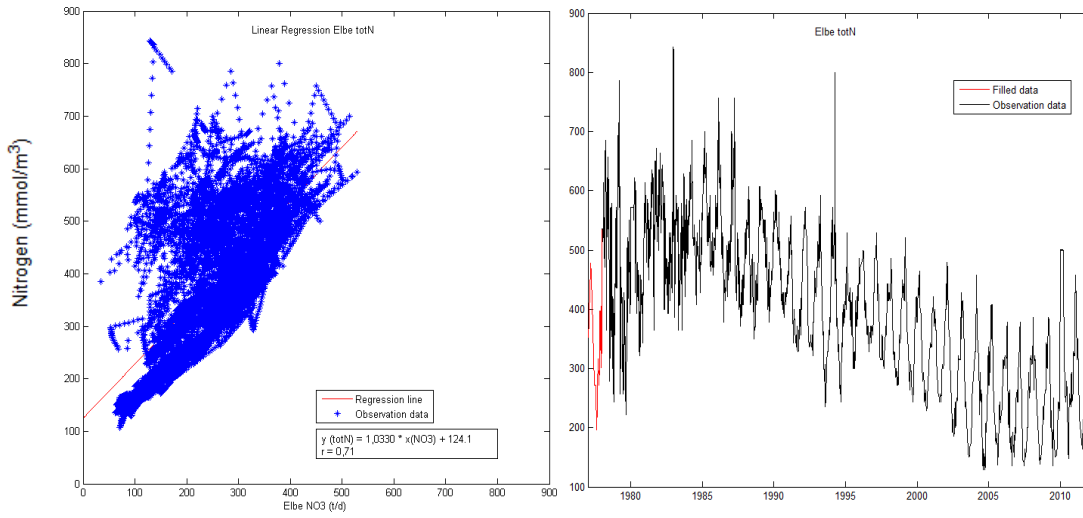 Linear Regression Elbe totN
Nitrogen (mmol/m³)
900
800
700
600
500
400
300
200
100
0
0 100 200 300 400 500 600 700 800 900
Elbe NO3 (t/d)
Regression line
Observation data
y (totN) = 1,0330 * x(NO3) + 124.1
r = 0,71
Elbe totN
900
800
700
600
500
400
300
200
100
1980 1985 1990 1995 2000 2005 2010
Filled data
Observation data